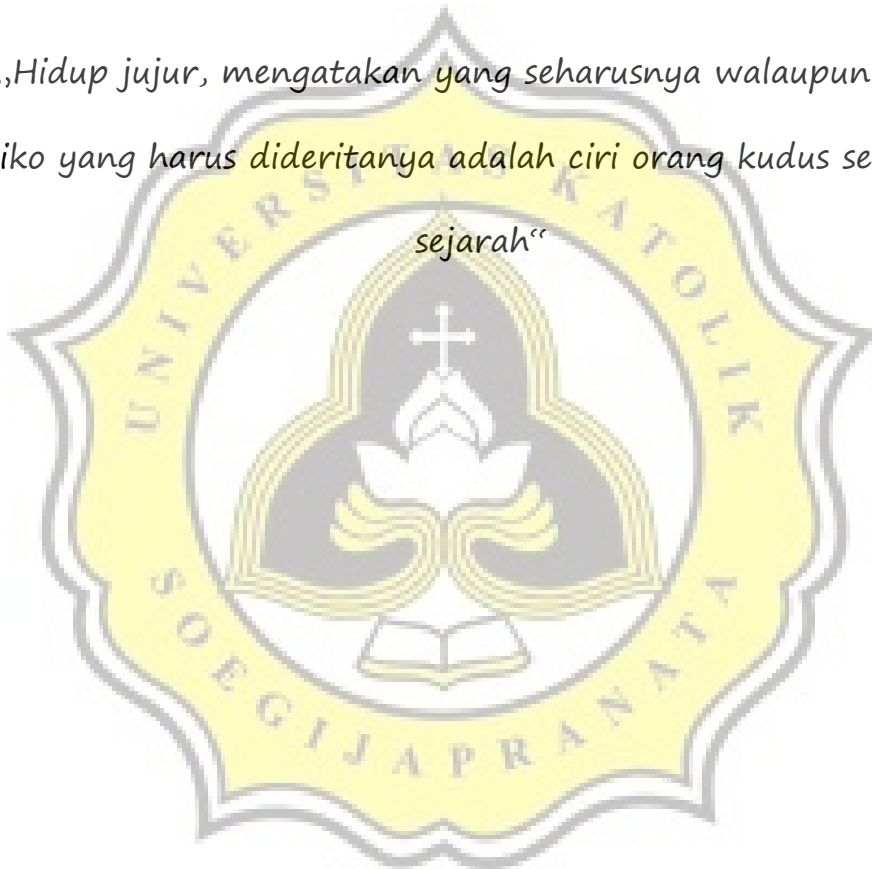 „Hidup jujur, mengatakan yang seharusnya walaupun
iko yang harus dideritanya adalah ciri orang kudus se
sejarah“
UNIVERSITAS KATOLIK
SOEGIJAPRANATA